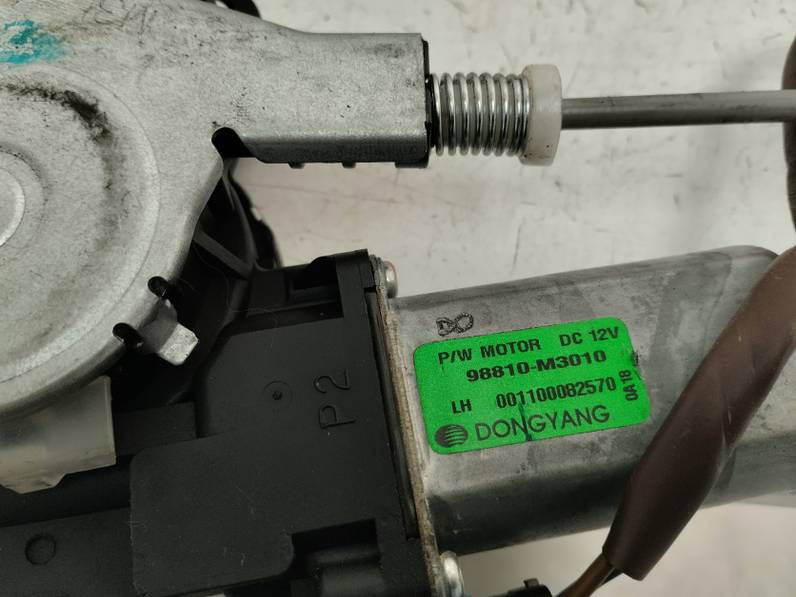 P/W MOTOR DC 12V
98810-M3010
LH 001100082570
0A18
DONGYANG
P2